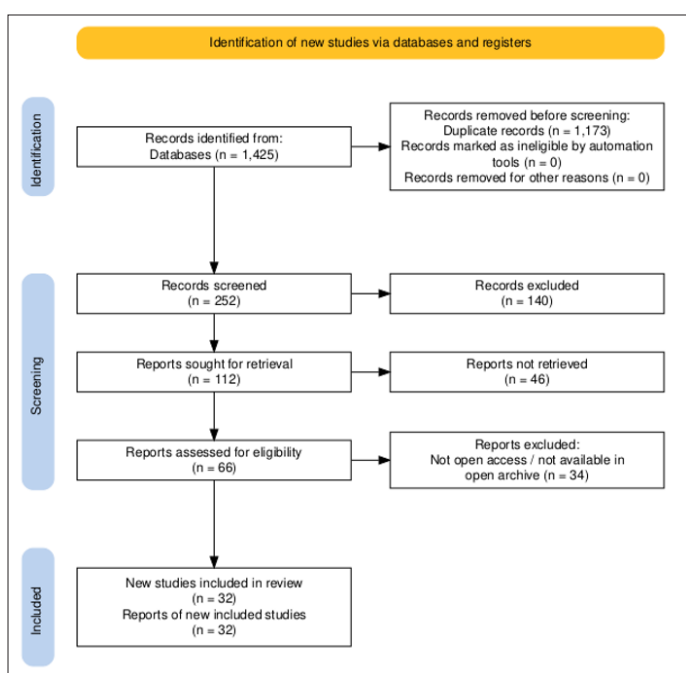 Identification of new studies via databases and registers
Identification
Records identified from:
Databases (n = 1,425)
Records removed before screening:
Duplicate records (n = 1,173)
Records marked as ineligible by automation
tools (n = 0)
Records removed for other reasons (n = 0)
Screening
Records screened
(n = 252)
Records excluded
(n = 140)
Reports sought for retrieval
(n = 112)
Reports not retrieved
(n = 46)
Reports assessed for eligibility
(n = 66)
Reports excluded:
Not open access / not available in
open archive (n = 34)
Included
New studies included in review
(n = 32)
Reports of new included studies
(n = 32)